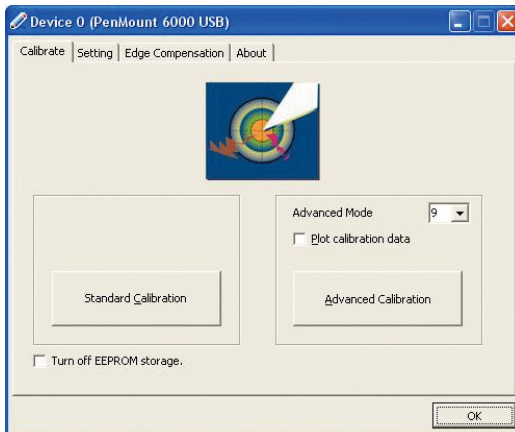 Device 0 (PenMount 6000 USB)
Calibrate Setting Edge Compensation About
Advanced Mode 9
Plot calibration data
Standard Calibration
Advanced Calibration
Turn off EEPROM storage.
OK